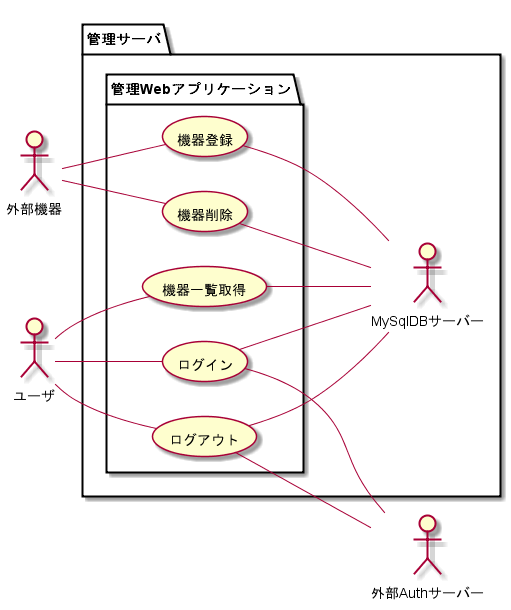 管理サーバ
管理Webアプリケーション
機器登録
外部機器
機器削除
機器一覧取得
MySqlDBサーバー
ログイン
ユーザ
ログアウト
外部Authサーバー